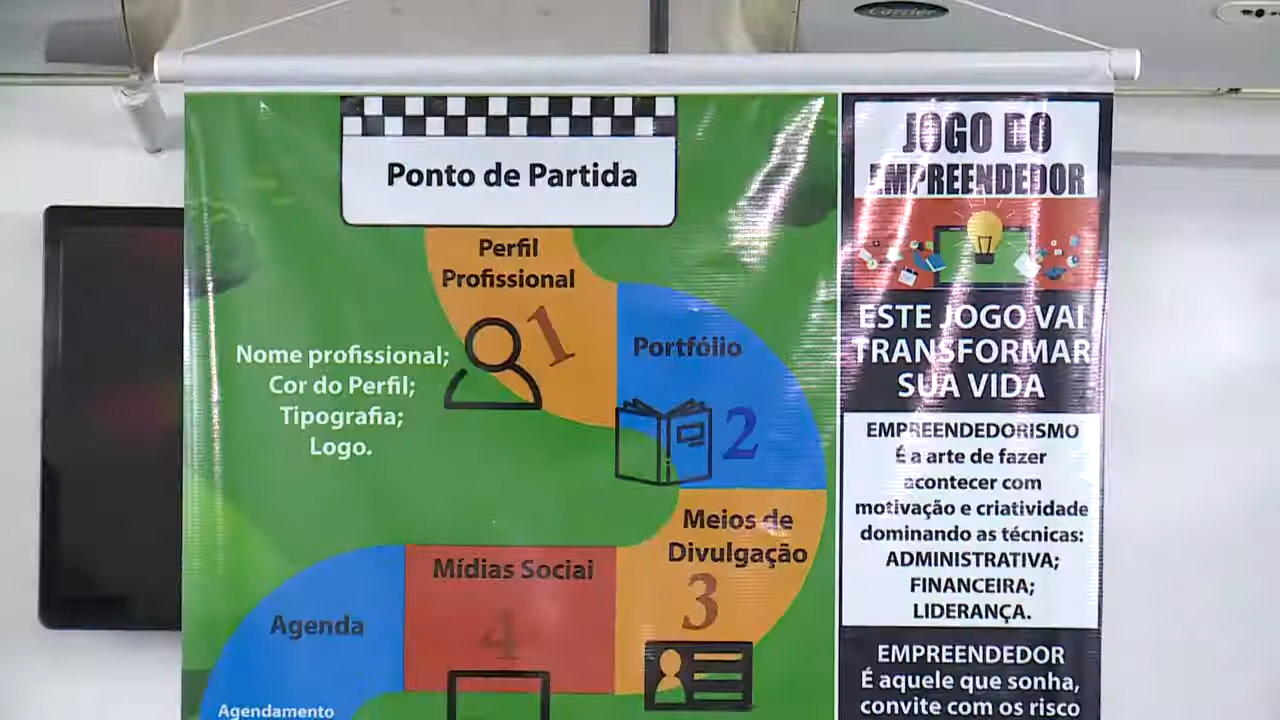 Carrier
Ponto de Partida
Perfil
Profissional
1
Nome profissional;
Cor do Perfil;
Tipografia;
Logo.
Portfólio
2
Meios de
Divulgação
3
Mídias Sociai
4
Agenda
Agendamento
JOGO DO
EMPREENDEDOR
ESTE JOGO VAI
TRANSFORMAR
SUA VIDA
EMPREENDEDORISMO
É a arte de fazer
acontecer com
motivação e criatividade
dominando as técnicas:
ADMINISTRATIVA;
FINANCEIRA;
LIDERANÇA.
EMPREENDEDOR
É aquele que sonha,
convite com os risco